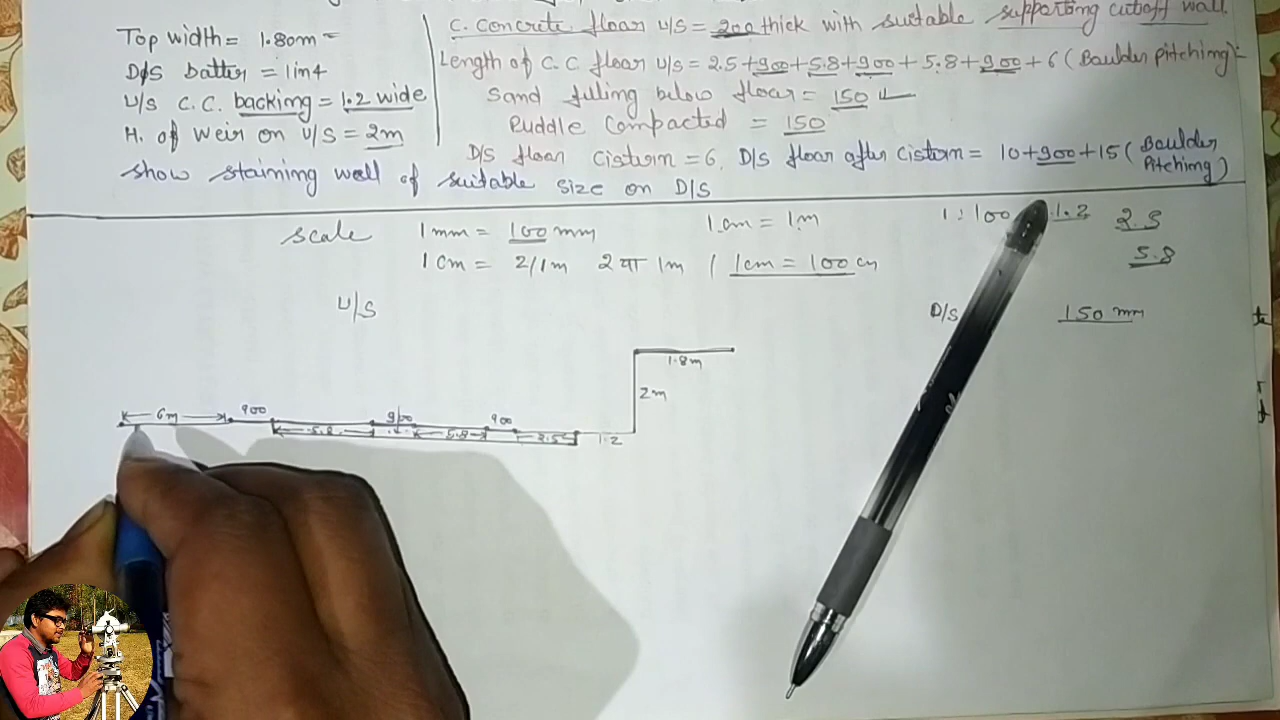 C. Concrete floor U/S = 200 thick with suitable supporting cutoff wall.
Top width = 1.80m
D/S batter = 1in4
U/S C.C. backing = 1.2 wide
H. of Weir on U/S = 2m
Length of C.C. floor U/S = 2.5+900+5.8+900+5.8+900+6 (Boulder pitching)
Sand filling below floor = 150
Puddle Compacted = 150
D/S floor Cistern = 6, D/S floor after Cistern = 10+900+15 (Boulder Pitching)
Show staining wall of suitable size on D/S
Scale 1mm = 100mm 1cm = 1m 1:100 1.2 2.5
1cm = 2/1m 2 या 1m / 1cm = 100cm 5.8
U/S D/S 150 mm
1.8m
2m
6m 900 900 900
5.8 5.8 2.5 1.2